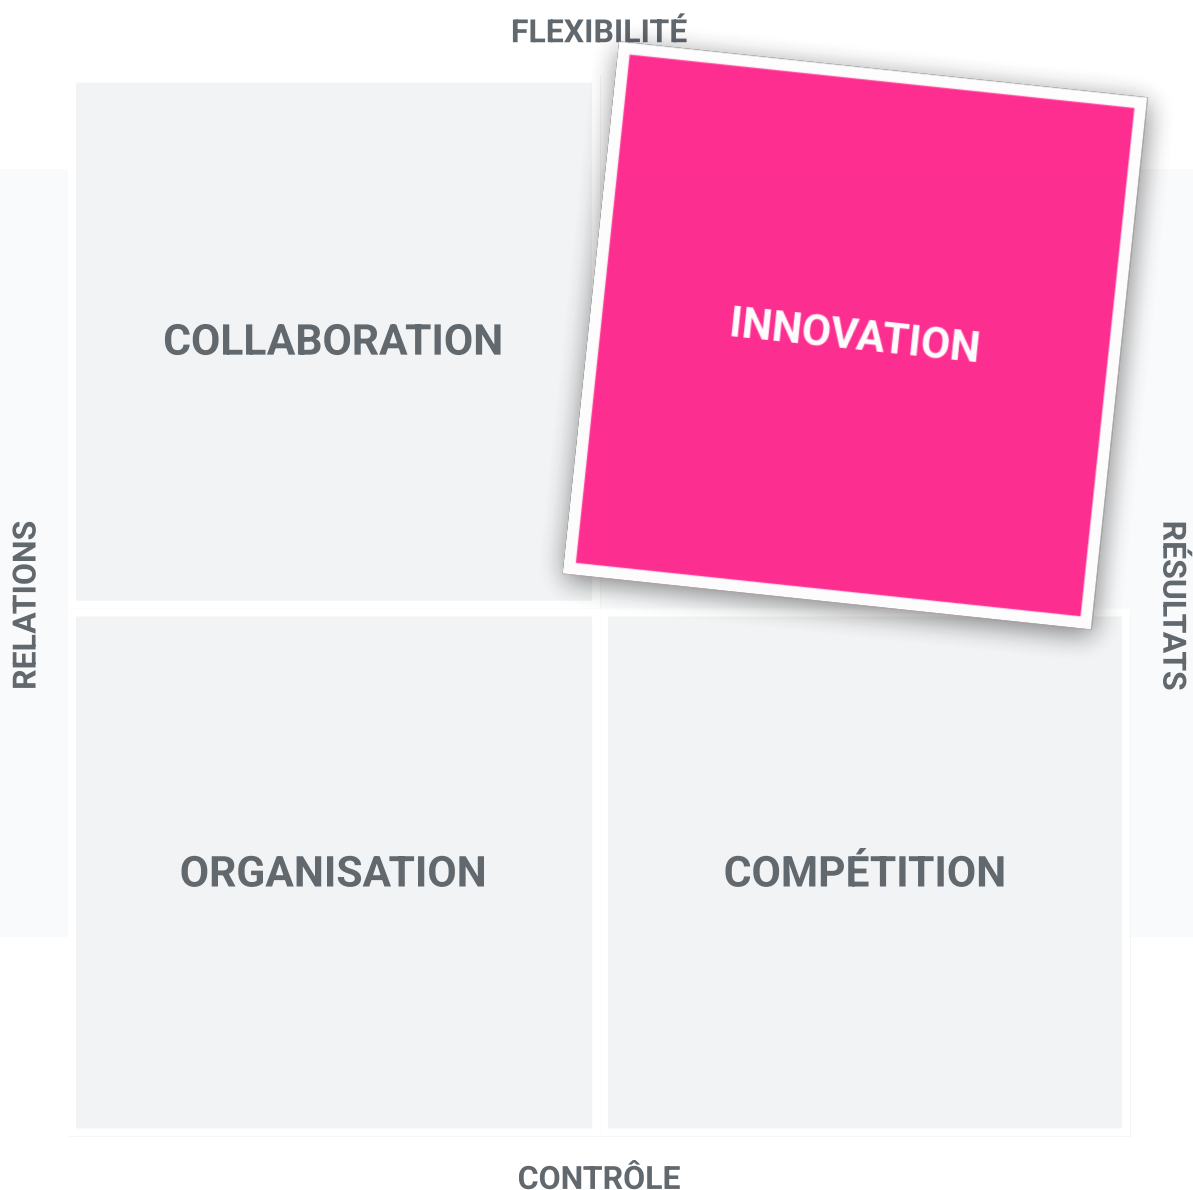 FLEXIBILITÉ
COLLABORATION
INNOVATION
RELATIONS
RÉSULTATS
ORGANISATION
COMPÉTITION
CONTRÔLE